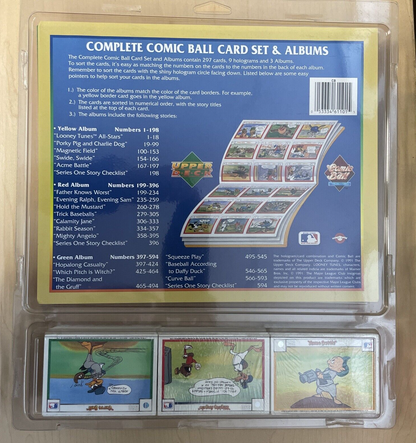 COMPLETE COMIC BALL CARD SET & ALBUMS
The Complete Comic Ball Card Set and Albums contain 297 cards, 9 holograms and 3 Albums.
To sort the cards, it's easy as matching the numbers on the cards to the numbers in the back of each album.
Remember to sort the cards with the shiny hologram circle facing down. Listed below are some easy
pointers to help sort your cards in the albums.
1.) The color of the albums match the color of the card borders. For example,
a yellow border card goes in the yellow album.
2.) The cards are sorted in numerical order, with the story titles
listed at the top of each card.
3.) The albums include the following stories:
• Yellow Album Numbers 1-198
"Looney Tunes™ All-Stars" 1-18
"Porky Pig and Charlie Dog" 19-99
"Magnetic Field" 100-153
"Swide, Swide" 154-166
"Acme Battle" 167-197
"Series One Story Checklist 198
• Red Album Numbers 199-396
"Father Knows Worst" 199-234
"Evening Ralph, Evening Sam" 235-259
"Hold the Mustard" 260-278
"Trick Baseballs" 279-305
"Calamity Jane" 306-333
"Rabbit Season" 334-357
"Mighty Angelo" 358-395
"Series One Story Checklist" 396
• Green Album Numbers 397-594
"Hopalong Casualty" 397-424
"Which Pitch Is Witch?" 425-464
"The Diamond and
the Gruff" 465-494
"Squeeze Play" 495-545
"Baseball According
to Daffy Duck" 546-565
"Curve Ball" 566-593
"Series One Story Checklist" 594
UPPER DECK
Comic Ball